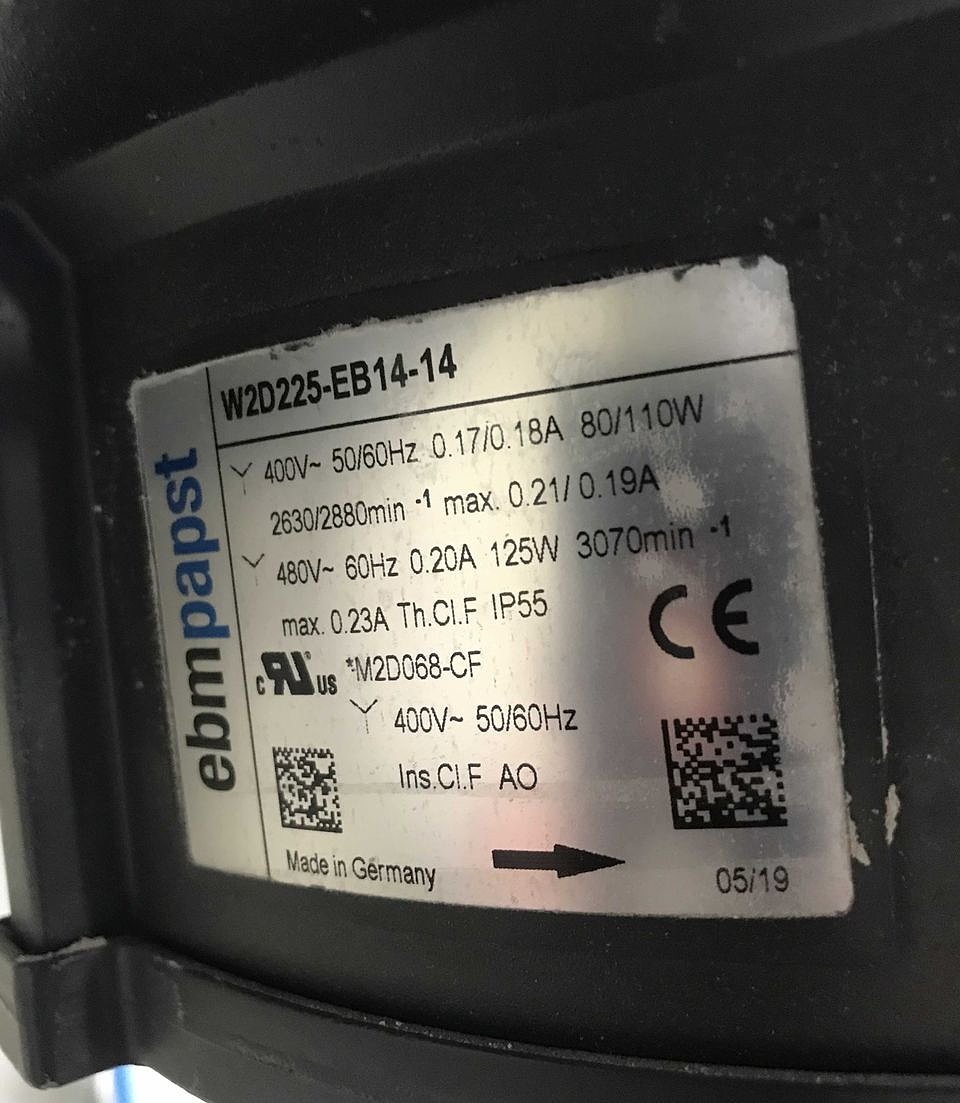 ebmpapst
W2D225-EB14-14
400V~ 50/60Hz 0.17/0.18A 80/110W
2630/2880min -1 max. 0.21/ 0.19A
480V~ 60Hz 0.20A 125W 3070min -1
max. 0.23A Th.Cl.F IP55
CE
c RU US *M2D068-CF
400V~ 50/60Hz
Ins.Cl.F AO
Made in Germany
05/19